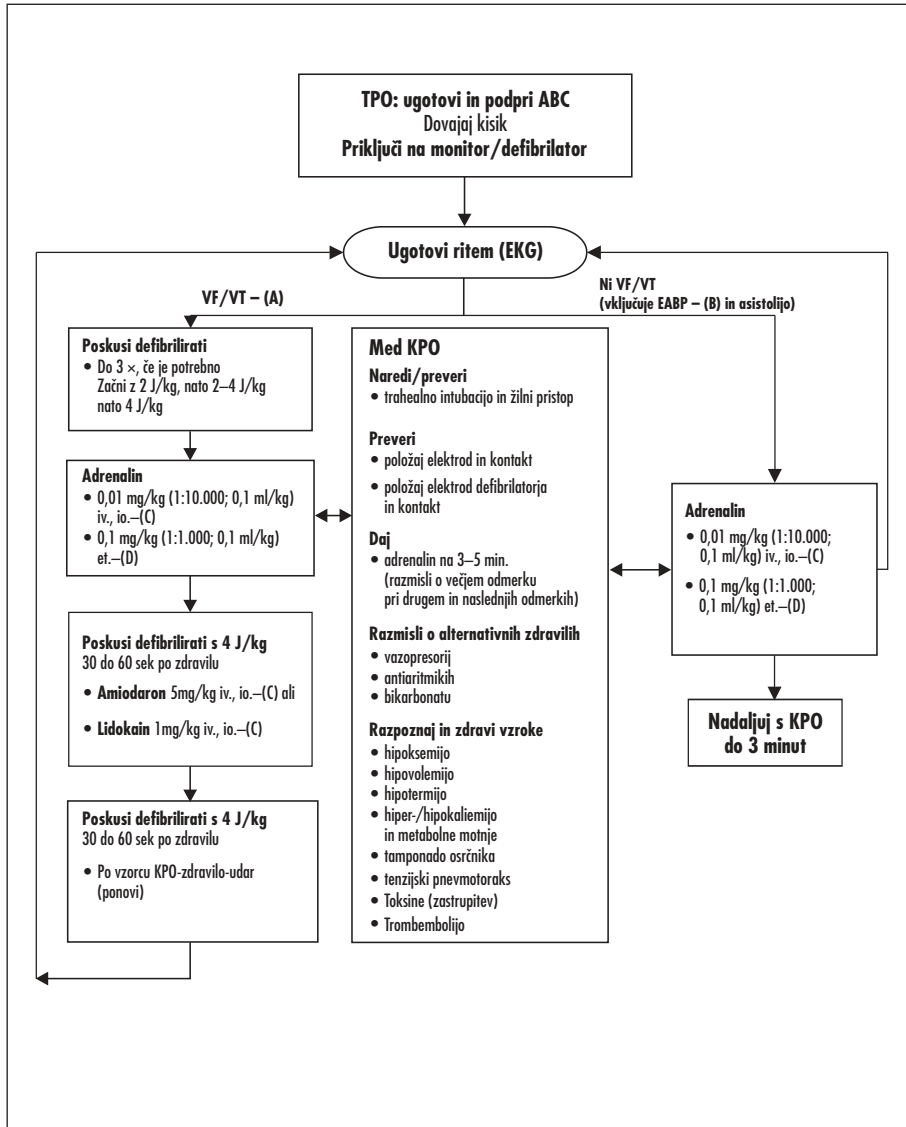 TPO: ugotovi in podpri ABC
Dovajaj kisik
Priključi na monitor/defibrilator
Ugotovi ritem (EKG)
VF/VT – (A)
Ni VF/VT
(vključuje EABP – (B) in asistolijo)
Poskusi defibrilirati
• Do 3 ×, če je potrebno
Začni z 2 J/kg, nato 2–4 J/kg
nato 4 J/kg
Adrenalin
• 0,01 mg/kg (1:10.000; 0,1 ml/kg)
iv., io.–(C)
• 0,1 mg/kg (1:1.000; 0,1 ml/kg)
et.–(D)
Poskusi defibrilirati s 4 J/kg
30 do 60 sek po zdravilu
• Amiodaron 5mg/kg iv., io.–(C) ali
• Lidokain 1mg/kg iv., io.–(C)
Poskusi defibrilirati s 4 J/kg
30 do 60 sek po zdravilu
• Po vzorcu KPO-zdravilo-udar
(ponovi)
Med KPO
Naredi/preveri
• trahealno intubacijo in žilni pristop
Preveri
• položaj elektrod in kontakt
• položaj elektrod defibrilatorja
in kontakt
Daj
• adrenalin na 3–5 min.
(razmisli o večjem odmerku
pri drugem in naslednjih odmerkih)
Razmisli o alternativnih zdravilih
• vazopresorij
• antiaritmikih
• bikarbonatu
Razpoznaj in zdravi vzroke
• hipoksemijo
• hipovolemijo
• hipotermijo
• hiper-/hipokaliemijo
in metabolne motnje
• tamponado osrčnika
• tenzijski pnevmotoraks
• Toksine (zastrupitev)
• Trombembolijo
Adrenalin
• 0,01 mg/kg (1:10.000;
0,1 ml/kg) iv., io.–(C)
• 0,1 mg/kg (1:1.000;
0,1 ml/kg) et.–(D)
Nadaljuj s KPO
do 3 minut